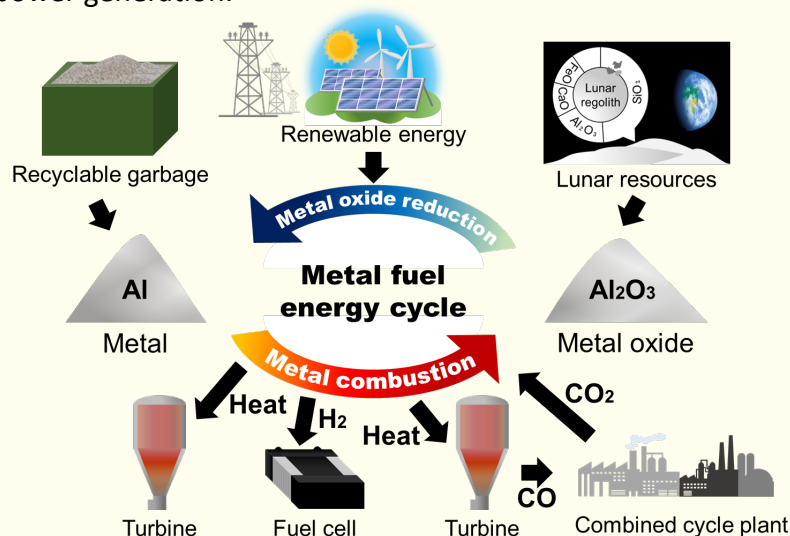 power generation.
Renewable energy
Recyclable garbage
FeO
CaO
Al₂O₃
SiO₂
Lunar
regolith
Lunar resources
Metal oxide reduction
Al
Metal
Metal fuel
energy cycle
Al₂O₃
Metal oxide
Metal combustion
Heat
H₂
Heat
CO₂
CO
Turbine
Fuel cell
Turbine
Combined cycle plant